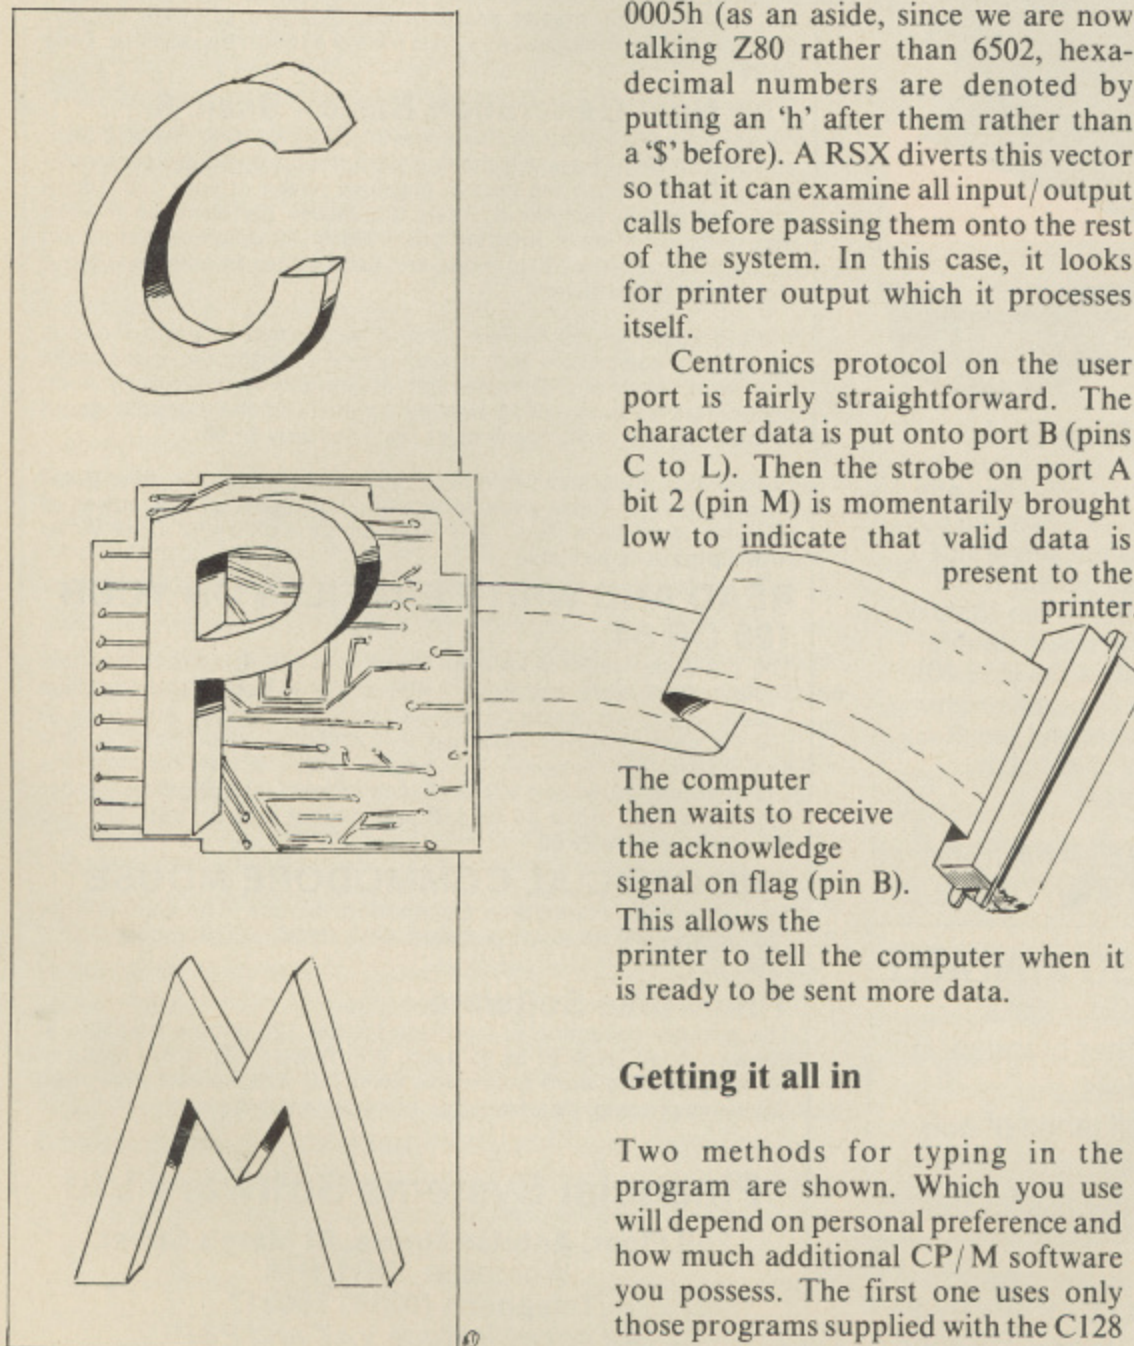 C
P
M
0005h (as an aside, since we are now
talking Z80 rather than 6502, hexa-
decimal numbers are denoted by
putting an ‘h’ after them rather than
a ‘$’ before). A RSX diverts this vector
so that it can examine all input/output
calls before passing them onto the rest
of the system. In this case, it looks
for printer output which it processes
itself.
Centronics protocol on the user
port is fairly straightforward. The
character data is put onto port B (pins
C to L). Then the strobe on port A
bit 2 (pin M) is momentarily brought
low to indicate that valid data is
present to the
printer
The computer
then waits to receive
the acknowledge
signal on flag (pin B).
This allows the
printer to tell the computer when it
is ready to be sent more data.
Getting it all in
Two methods for typing in the
program are shown. Which you use
will depend on personal preference and
how much additional CP/M software
you possess. The first one uses only
those programs supplied with the C128